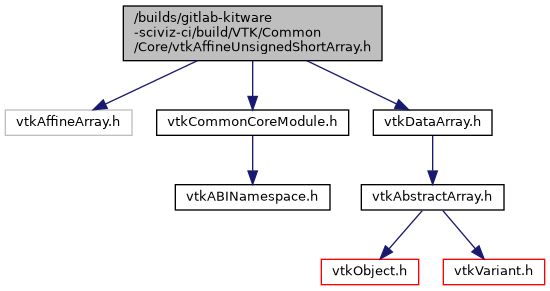 /builds/gitlab-kitware
-sciviz-ci/build/VTK/Common
/Core/vtkAffineUnsignedShortArray.h
vtkAffineArray.h
vtkCommonCoreModule.h
vtkDataArray.h
vtkABINamespace.h
vtkAbstractArray.h
vtkObject.h
vtkVariant.h